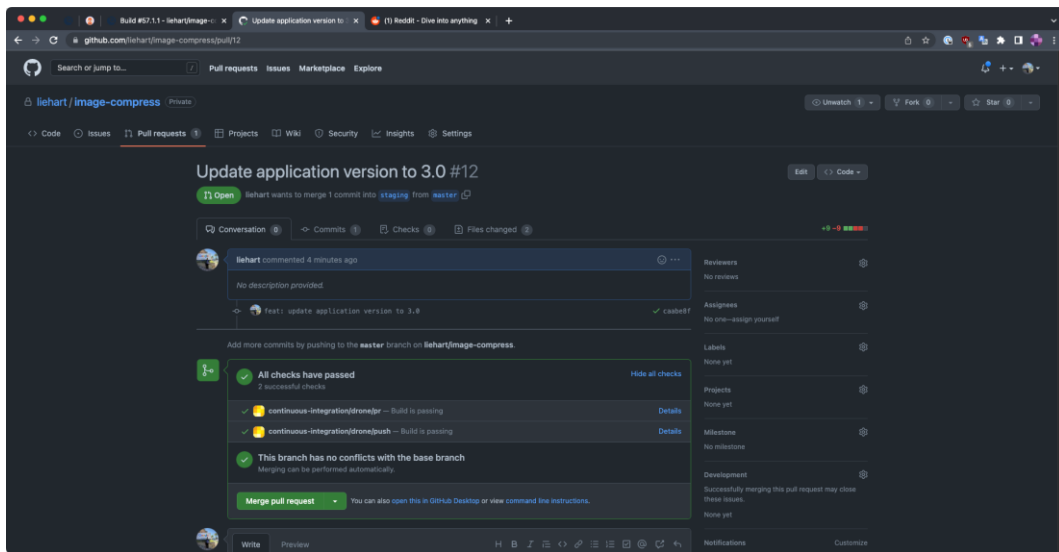 Build #57.1.1 - liehart/image-c
Update application version to
(1) Reddit - Dive into anything
github.com/liehart/image-compress/pull/12
Search or jump to...
/
Pull requests Issues Marketplace Explore
liehart / image-compress Private
Unwatch 1
Fork 0
Star 0
Code
Issues
Pull requests 1
Projects
Wiki
Security
Insights
Settings
Update application version to 3.0 #12
Edit
<> Code
Open
liehart wants to merge 1 commit into staging from master
Conversation 0
Commits 1
Checks 0
Files changed 2
+9 −9
liehart commented 4 minutes ago
No description provided.
feat: update application version to 3.0
caabe8f
Add more commits by pushing to the master branch on liehart/image-compress.
All checks have passed
2 successful checks
Hide all checks
continuous-integration/drone/pr — Build is passing
Details
continuous-integration/drone/push — Build is passing
Details
This branch has no conflicts with the base branch
Merging can be performed automatically.
Merge pull request
You can also open this in GitHub Desktop or view command line instructions.
Write
Preview
Reviewers
No reviews
Assignees
No one—assign yourself
Labels
None yet
Projects
None yet
Milestone
No milestone
Development
Successfully merging this pull request may close
these issues.
None yet
Notifications
Customize